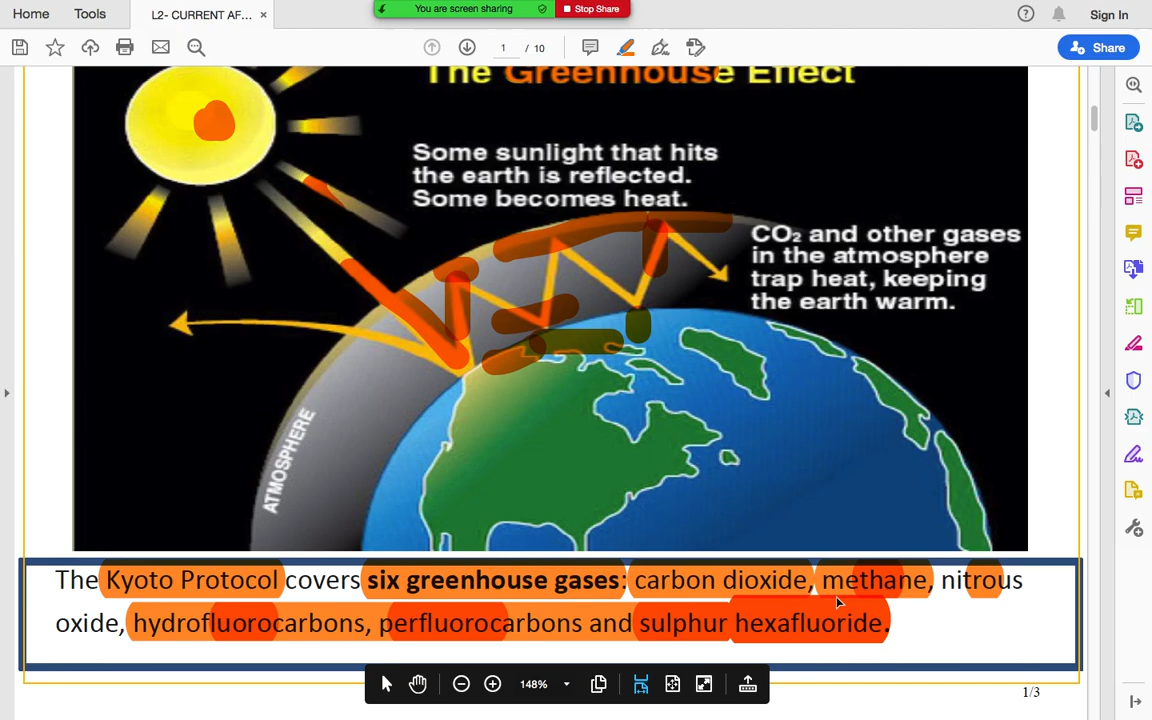 Home
Tools
L2- CURRENT AF...
You are screen sharing
Stop Share
Sign In
1 / 10
Share
The Greenhouse Effect
Some sunlight that hits
the earth is reflected.
Some becomes heat.
CO₂ and other gases
in the atmosphere
trap heat, keeping
the earth warm.
ATMOSPHERE
The Kyoto Protocol covers six greenhouse gases: carbon dioxide, methane, nitrous
oxide, hydrofluorocarbons, perfluorocarbons and sulphur hexafluoride.
148%
1/3